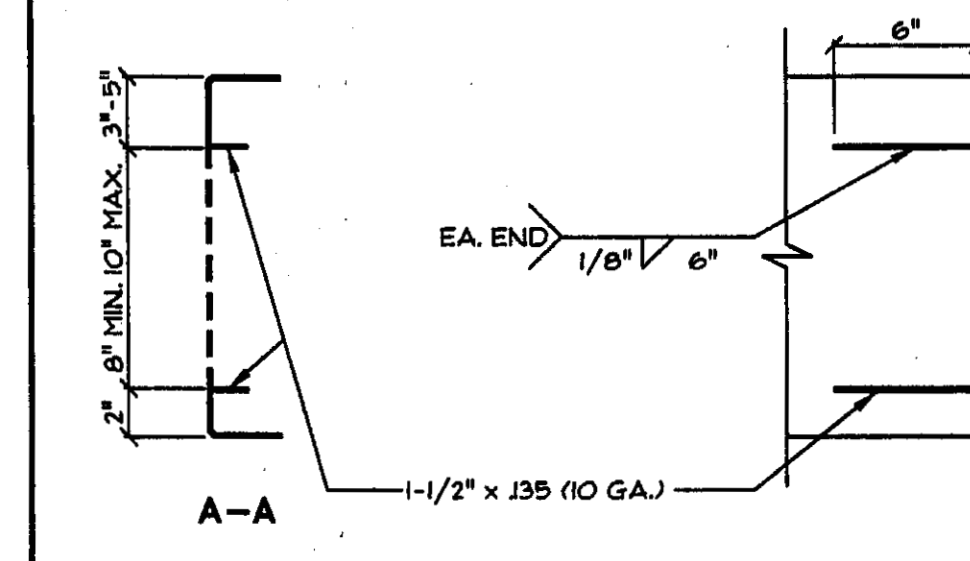 6"
3"-5"
8" MIN. 10" MAX.
2"
EA. END
1/8" 6"
1-1/2" x .135 (10 GA.)
A-A